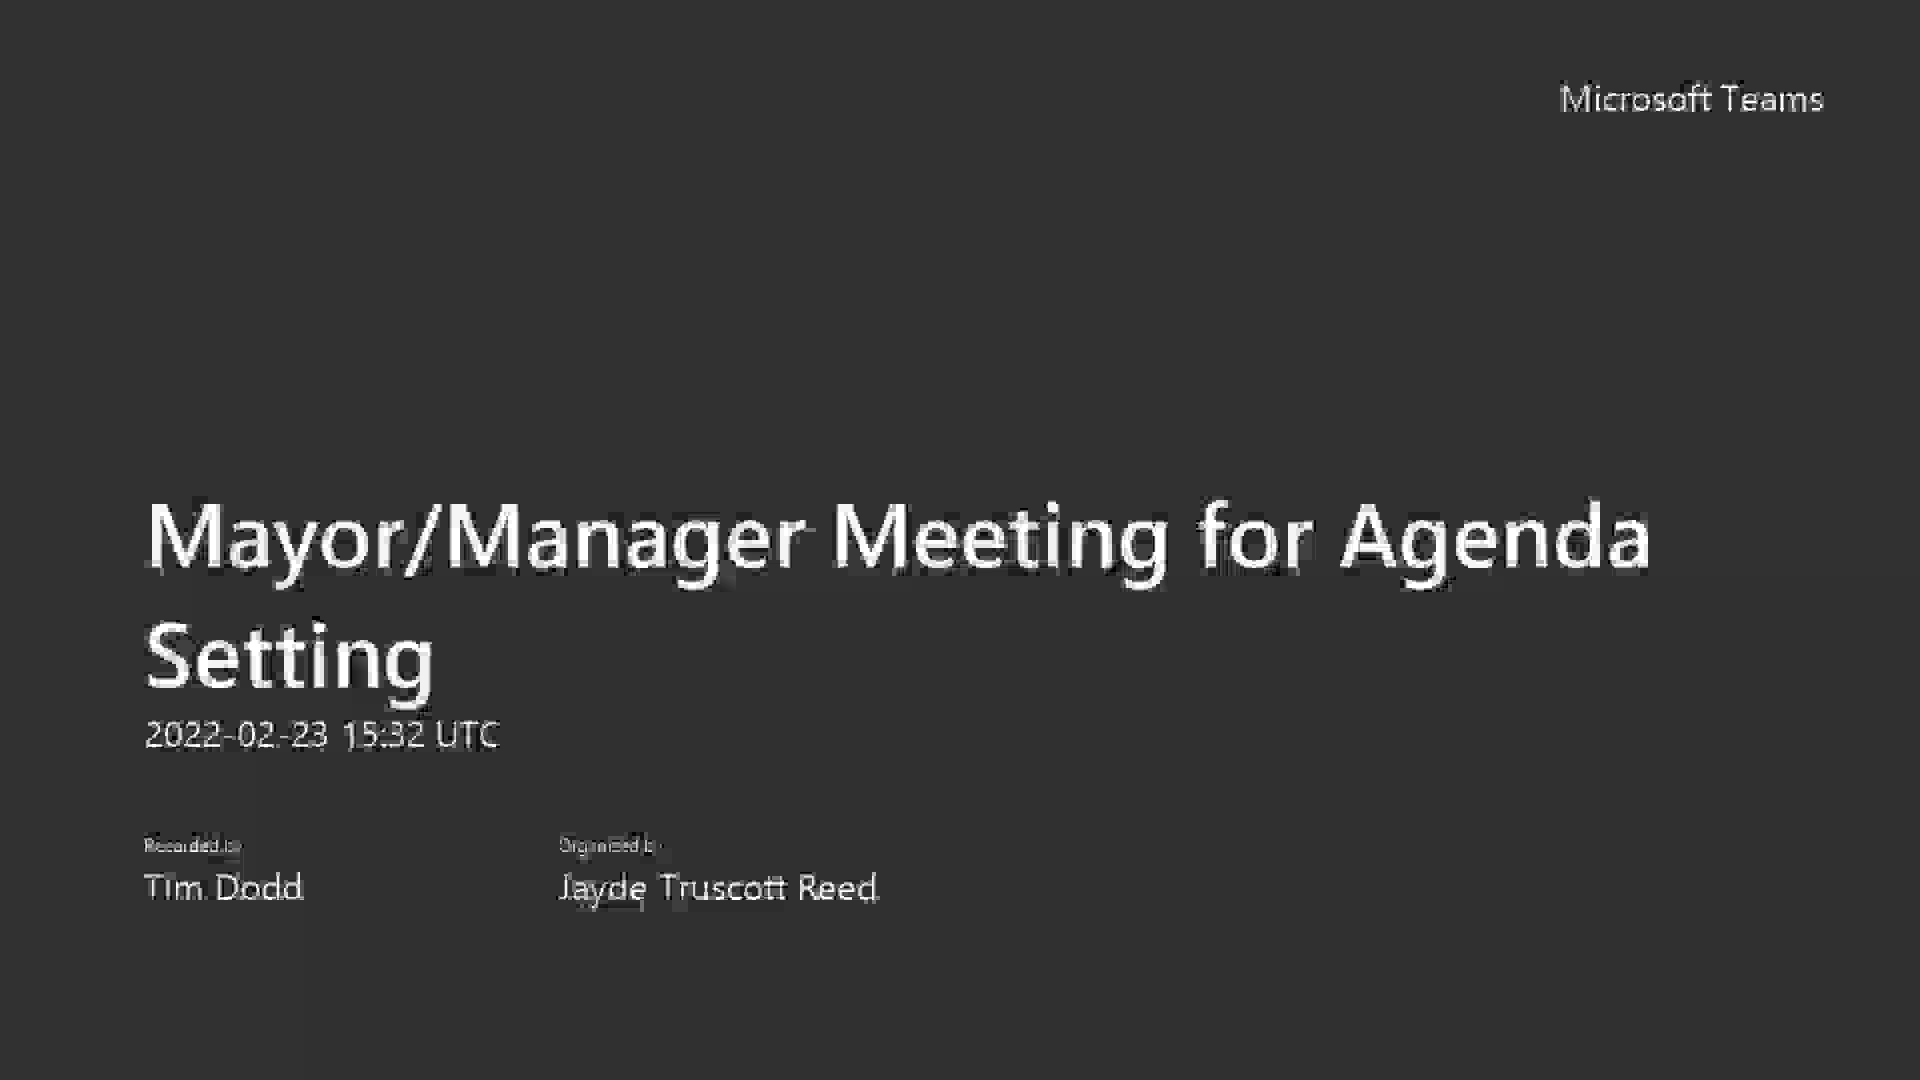 Microsoft Teams
Mayor/Manager Meeting for Agenda
Setting
2022-02-23 15:32 UTC
Recorded by
Organized by
Tim Dodd
Jayde Truscott Reed